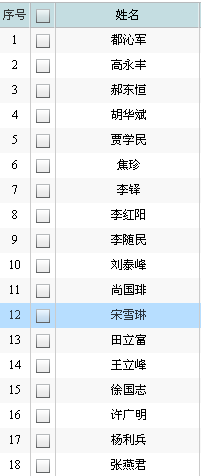 序号 姓名
1 都沁军
2 高永丰
3 郝东恒
4 胡华斌
5 贾学民
6 焦珍
7 李铎
8 李红阳
9 李随民
10 刘泰峰
11 尚国琲
12 宋雪琳
13 田立富
14 王立峰
15 徐国志
16 许广明
17 杨利兵
18 张燕君